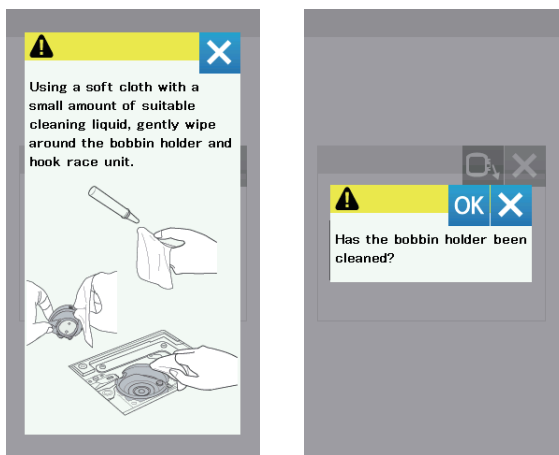 Using a soft cloth with a
small amount of suitable
cleaning liquid, gently wipe
around the bobbin holder and
hook race unit.
OK
Has the bobbin holder been
cleaned?